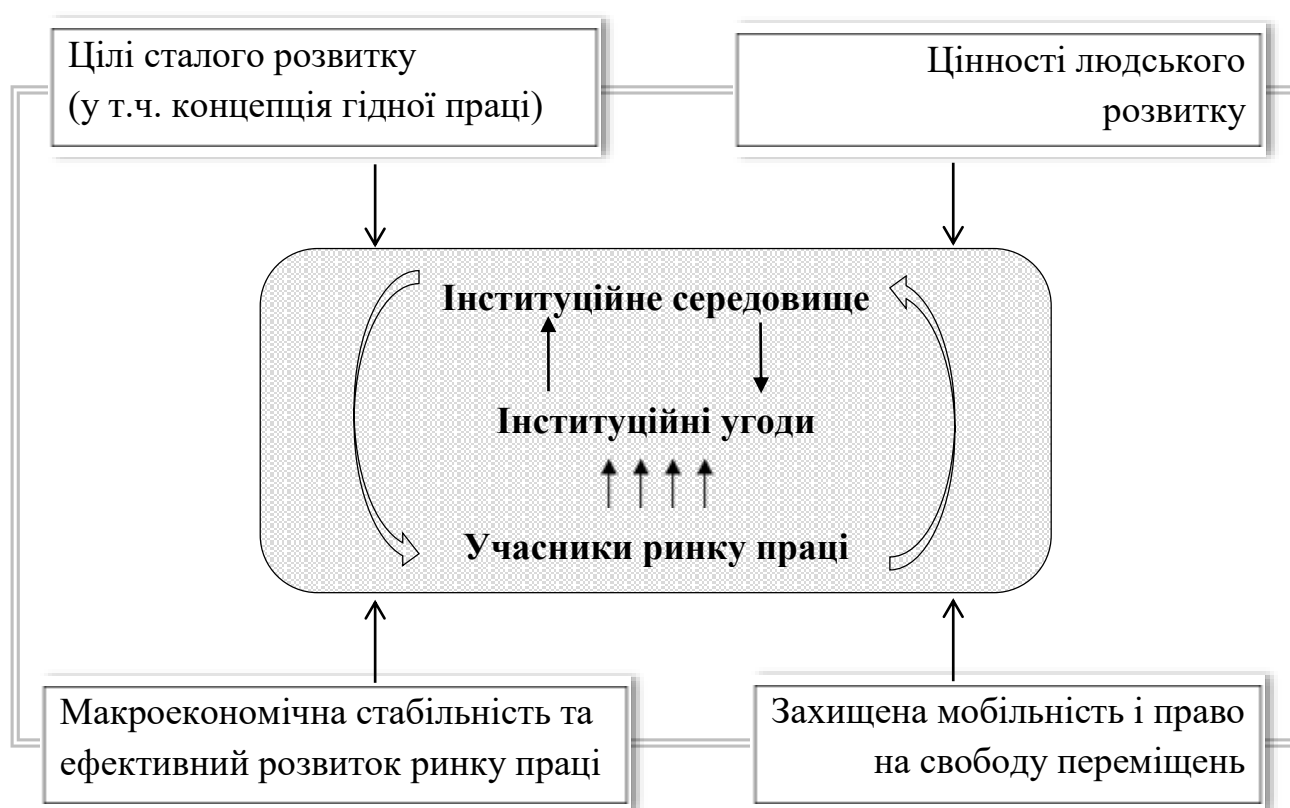 Цілі сталого розвитку
(у т.ч. концепція гідної праці)
Цінності людського
розвитку
Інституційне середовище
Інституційні угоди
Учасники ринку праці
Макроекономічна стабільність та
ефективний розвиток ринку праці
Захищена мобільність і право
на свободу переміщень